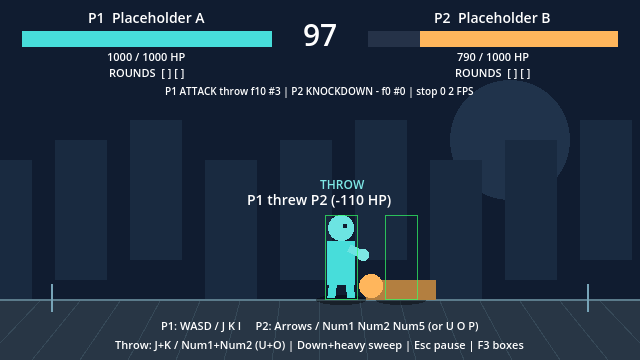 P1 Placeholder A
97
P2 Placeholder B
1000 / 1000 HP
790 / 1000 HP
ROUNDS [ ] [ ]
ROUNDS [ ] [ ]
P1 ATTACK throw f10 #3 | P2 KNOCKDOWN - f0 #0 | stop 0 2 FPS
THROW
P1 threw P2 (-110 HP)
P1: WASD / J K I P2: Arrows / Num1 Num2 Num5 (or U O P)
Throw: J+K / Num1+Num2 (U+O) | Down+heavy sweep | Esc pause | F3 boxes